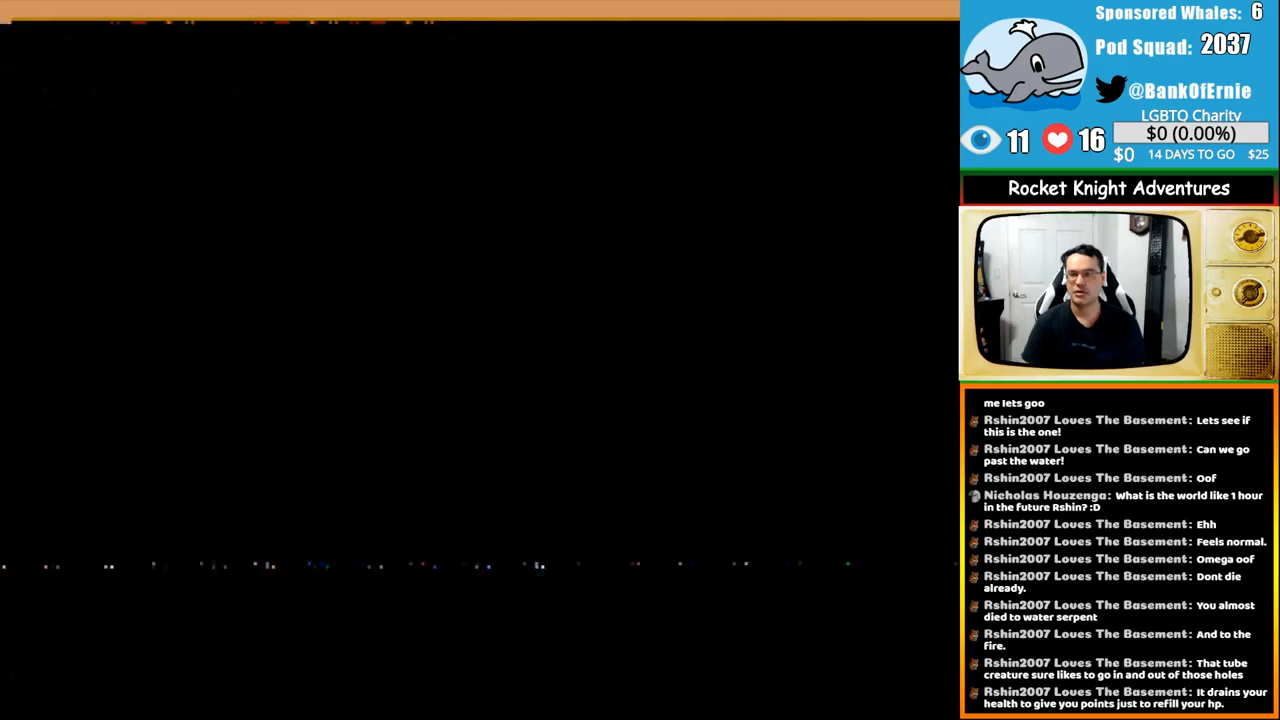 Sponsored Whales: 6
Pod Squad: 2037
@BankOfErnie
LGBTQ Charity
11 16 $0 (0.00%)
$0 14 DAYS TO GO $25
Rocket Knight Adventures
me lets goo
Rshin2007 Loves The Basement: Lets see if
this is the one!
Rshin2007 Loves The Basement: Can we go
past the water!
Rshin2007 Loves The Basement: Oof
Nicholas Houzenga: What is the world like 1 hour
in the future Rshin? :D
Rshin2007 Loves The Basement: Ehh
Rshin2007 Loves The Basement: Feels normal.
Rshin2007 Loves The Basement: Omega oof
Rshin2007 Loves The Basement: Dont die
already.
Rshin2007 Loves The Basement: You almost
died to water serpent
Rshin2007 Loves The Basement: And to the
fire.
Rshin2007 Loves The Basement: That tube
creature sure likes to go in and out of those holes
Rshin2007 Loves The Basement: It drains your
health to give you points just to refill your hp.